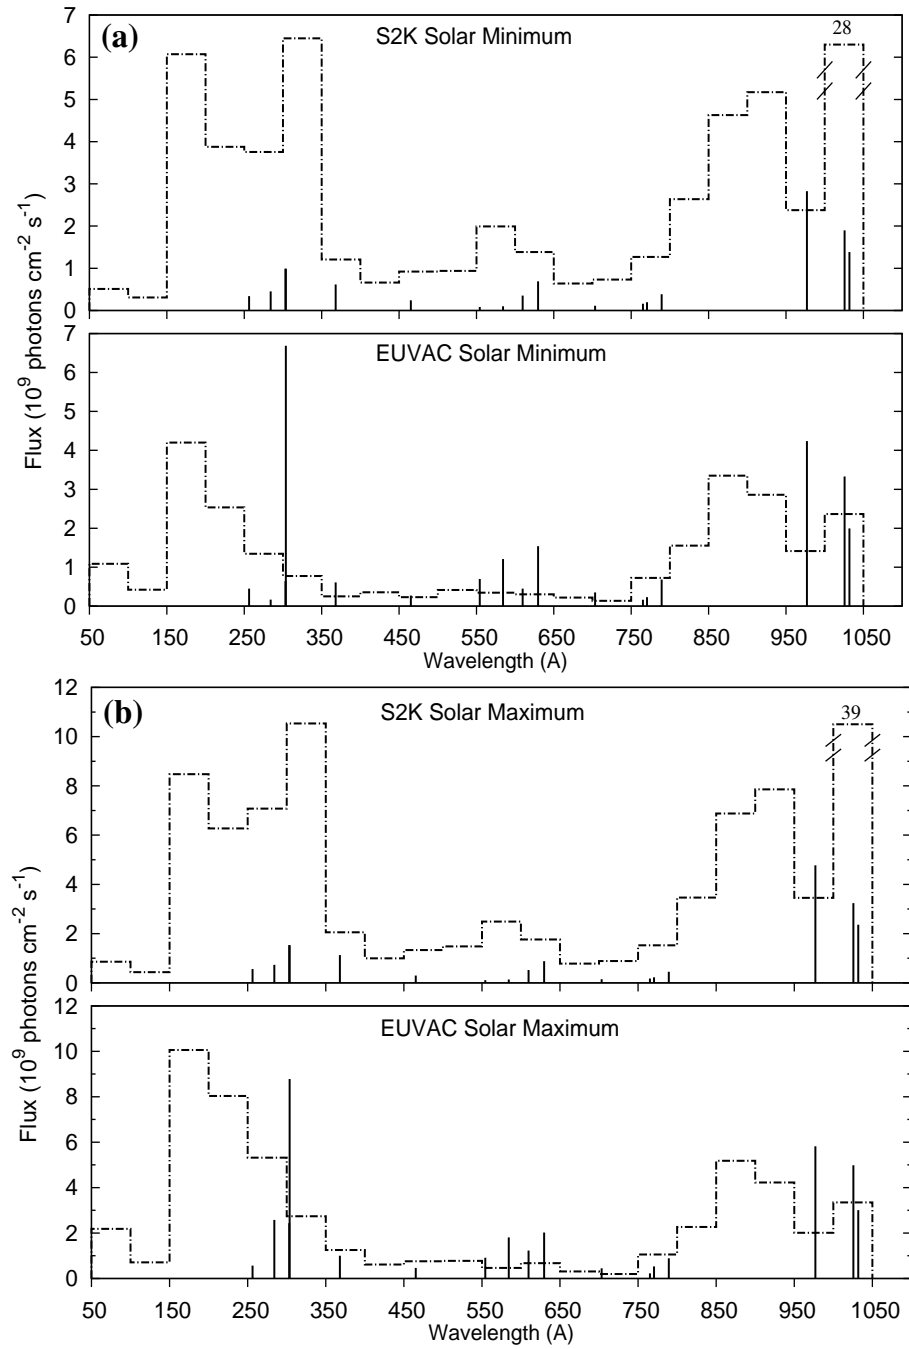 (a)
S2K Solar Minimum
28
7
6
5
4
3
2
1
0
EUVAC Solar Minimum
7
6
5
4
3
2
1
0
Flux (10⁹ photons cm⁻² s⁻¹)
50 150 250 350 450 550 650 750 850 950 1050
Wavelength (A)
(b)
S2K Solar Maximum
39
12
10
8
6
4
2
0
EUVAC Solar Maximum
12
10
8
6
4
2
0
Flux (10⁹ photons cm⁻² s⁻¹)
50 150 250 350 450 550 650 750 850 950 1050
Wavelength (A)